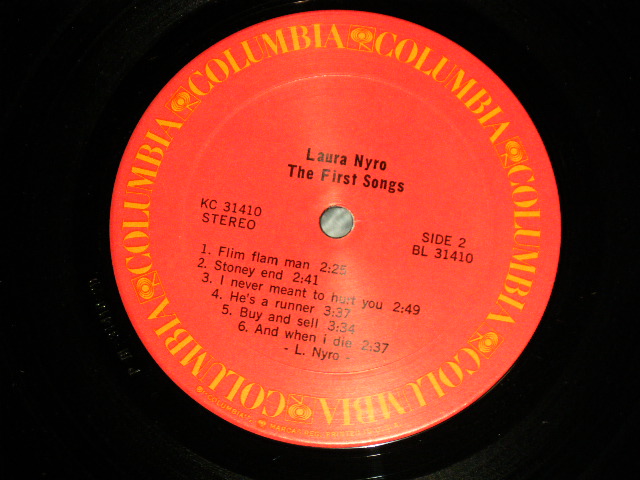 COLUMBIA COLUMBIA COLUMBIA COLUMBIA COLUMBIA COLUMBIA
Laura Nyro
The First Songs
KC 31410
STEREO
SIDE 2
BL 31410
1. Flim flam man 2:25
2. Stoney end 2:41
3. I never meant to hurt you 2:49
4. He's a runner 3:37
5. Buy and sell 3:34
6. And when i die 2:37
- L. Nyro -